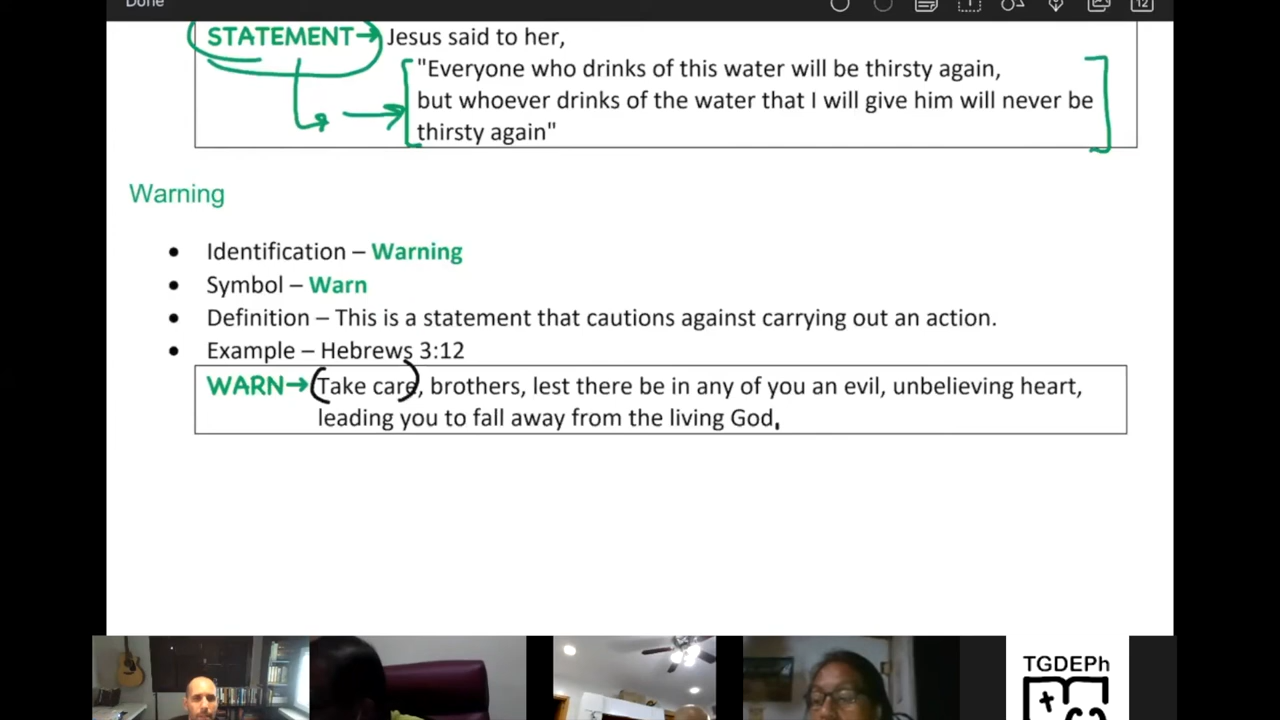 Done
12
STATEMENT→ Jesus said to her,
"Everyone who drinks of this water will be thirsty again,
but whoever drinks of the water that I will give him will never be
thirsty again"
Warning
• Identification – Warning
• Symbol – Warn
• Definition – This is a statement that cautions against carrying out an action.
• Example – Hebrews 3:12
WARN→ (Take care), brothers, lest there be in any of you an evil, unbelieving heart,
leading you to fall away from the living God,
TGDEPh